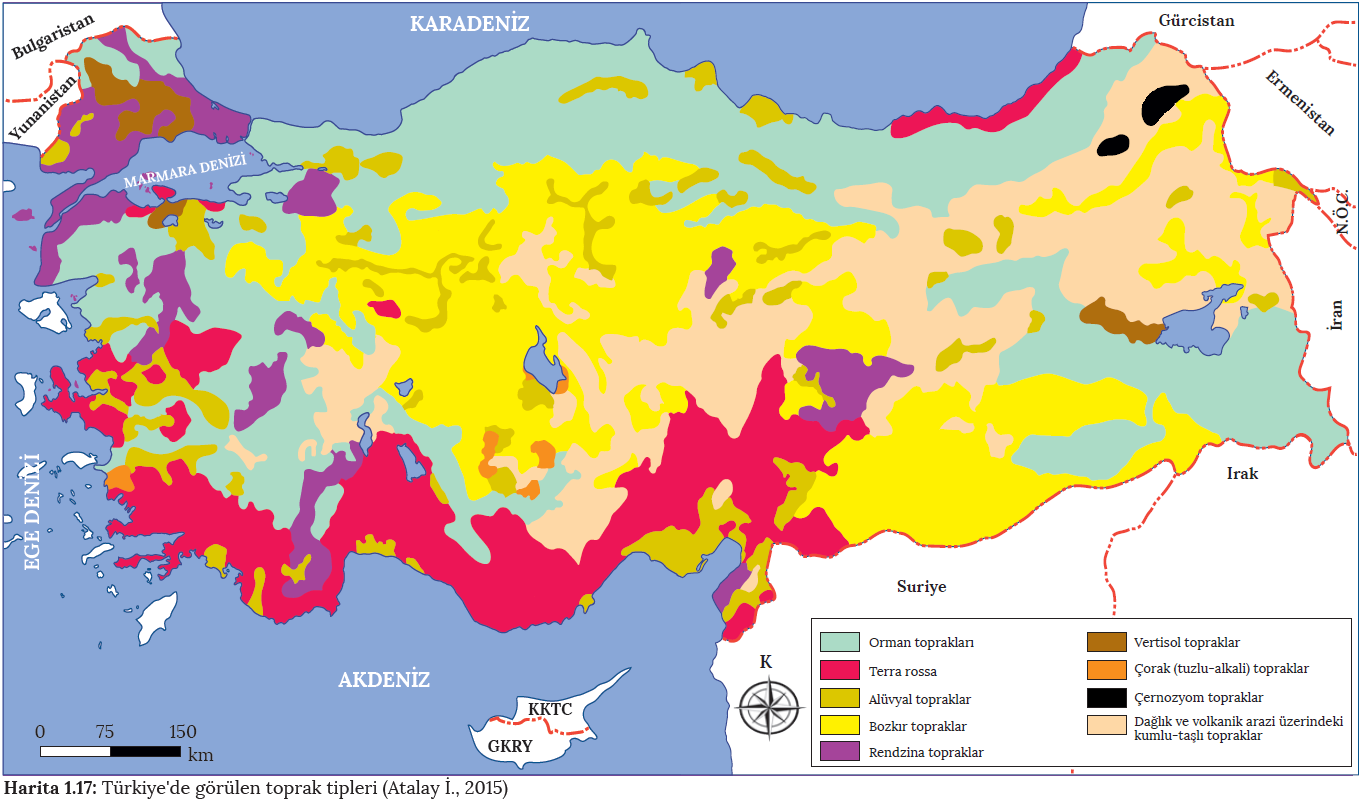 KARADENİZ
Gürcistan
Bulgaristan
Yunanistan
Ermenistan
MARMARA DENİZİ
N.Ö.C.
İran
EGE DENİZİ
Irak
Suriye
AKDENİZ
K
KKTC
GKRY
0 75 150
km
Orman toprakları
Terra rossa
Alüvyal topraklar
Bozkır topraklar
Rendzina topraklar
Vertisol topraklar
Çorak (tuzlu-alkali) topraklar
Çernozyom topraklar
Dağlık ve volkanik arazi üzerindeki
kumlu-taşlı topraklar
Harita 1.17: Türkiye'de görülen toprak tipleri (Atalay İ., 2015)